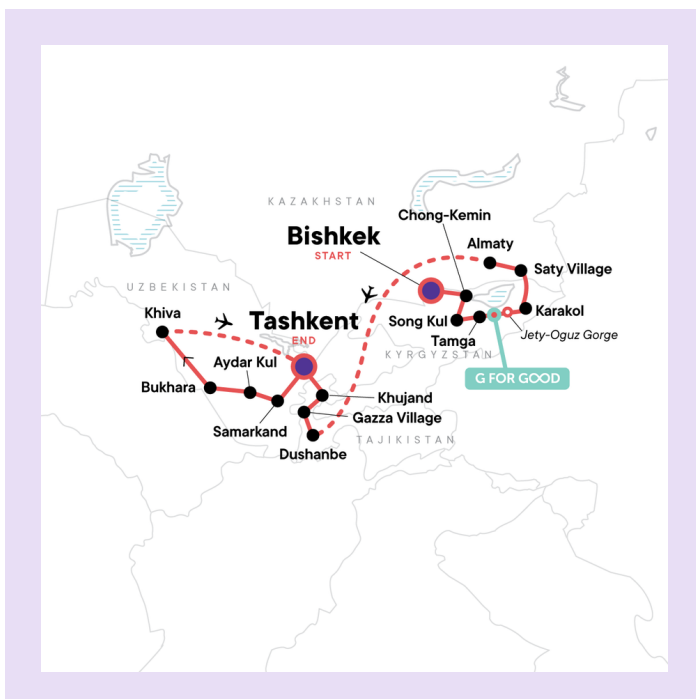 KAZAKHSTAN
Chong-Kemin
Bishkek
START
Almaty
Saty Village
UZBEKISTAN
Khiva
Tashkent
END
Song Kul
Karakol
Tamga
Jety-Oguz Gorge
KYRGYZSTAN
Aydar Kul
G FOR GOOD
Bukhara
Khujand
Gazza Village
Samarkand
TAJIKISTAN
Dushanbe